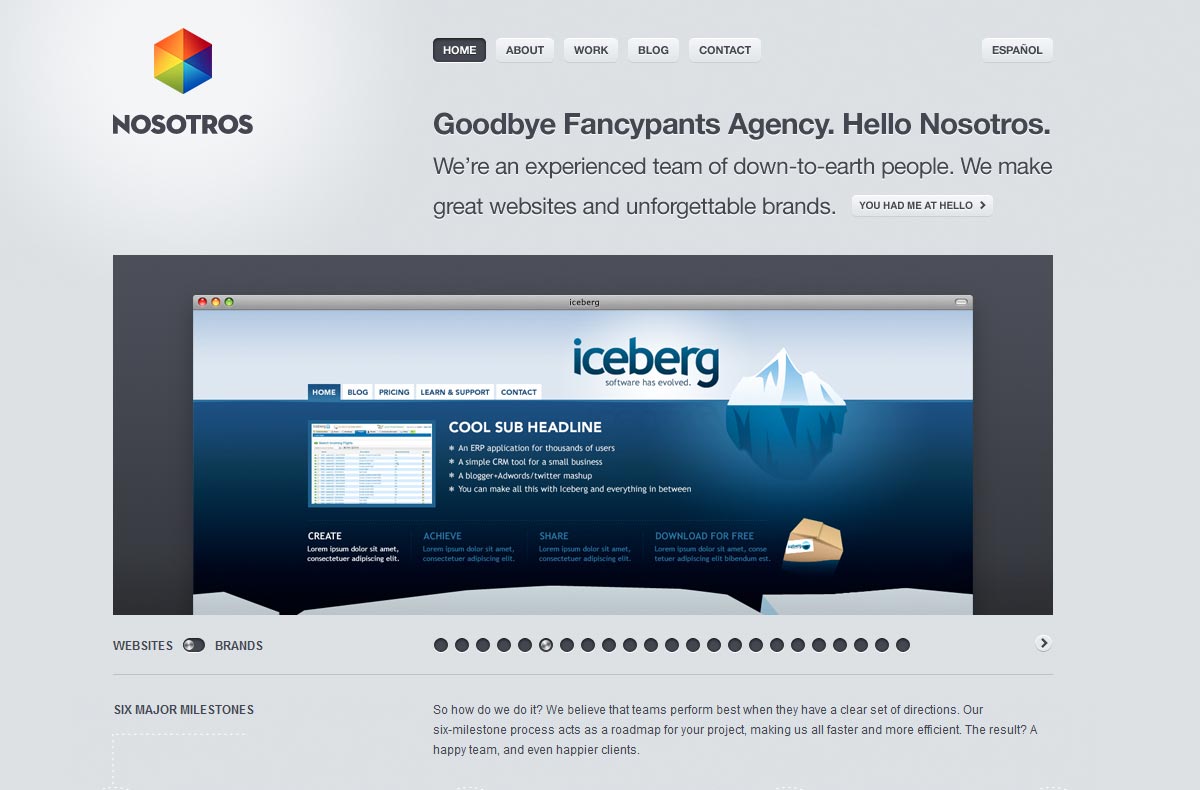 NOSOTROS
HOME ABOUT WORK BLOG CONTACT ESPAÑOL
Goodbye Fancypants Agency. Hello Nosotros.
We're an experienced team of down-to-earth people. We make
great websites and unforgettable brands. YOU HAD ME AT HELLO
iceberg
iceberg
software has evolved.
HOME BLOG PRICING LEARN & SUPPORT CONTACT
COOL SUB HEADLINE
* An ERP application for thousands of users
* A simple CRM tool for a small business
* A blogger+Adwords/twitter mashup
* You can make all this with Iceberg and everything in between
CREATE
Lorem ipsum dolor sit amet,
consectetuer adipiscing elit.
ACHIEVE
Lorem ipsum dolor sit amet,
consectetuer adipiscing elit.
SHARE
Lorem ipsum dolor sit amet,
consectetuer adipiscing elit.
DOWNLOAD FOR FREE
Lorem ipsum dolor sit amet, conse
tetuer adipiscing elit bibendum est.
iceberg
WEBSITES BRANDS
SIX MAJOR MILESTONES
So how do we do it? We believe that teams perform best when they have a clear set of directions. Our
six-milestone process acts as a roadmap for your project, making us all faster and more efficient. The result? A
happy team, and even happier clients.